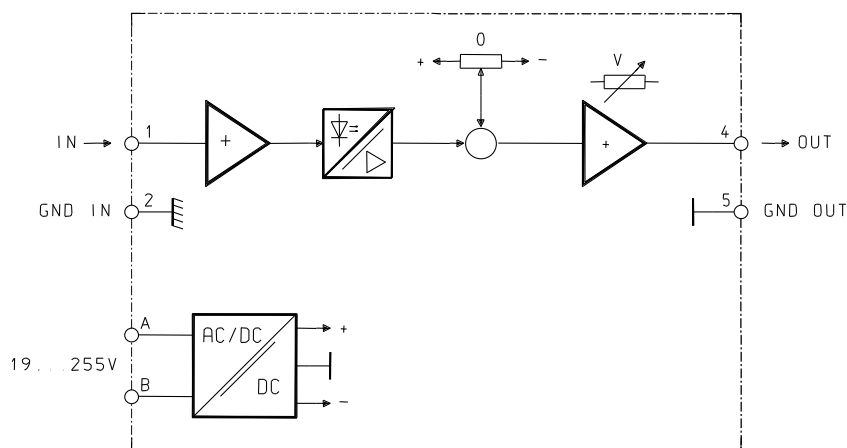 0
+ -
V
IN 1 + + 4 OUT
GND IN 2 5 GND OUT
A AC/DC +
19...255V
B DC -